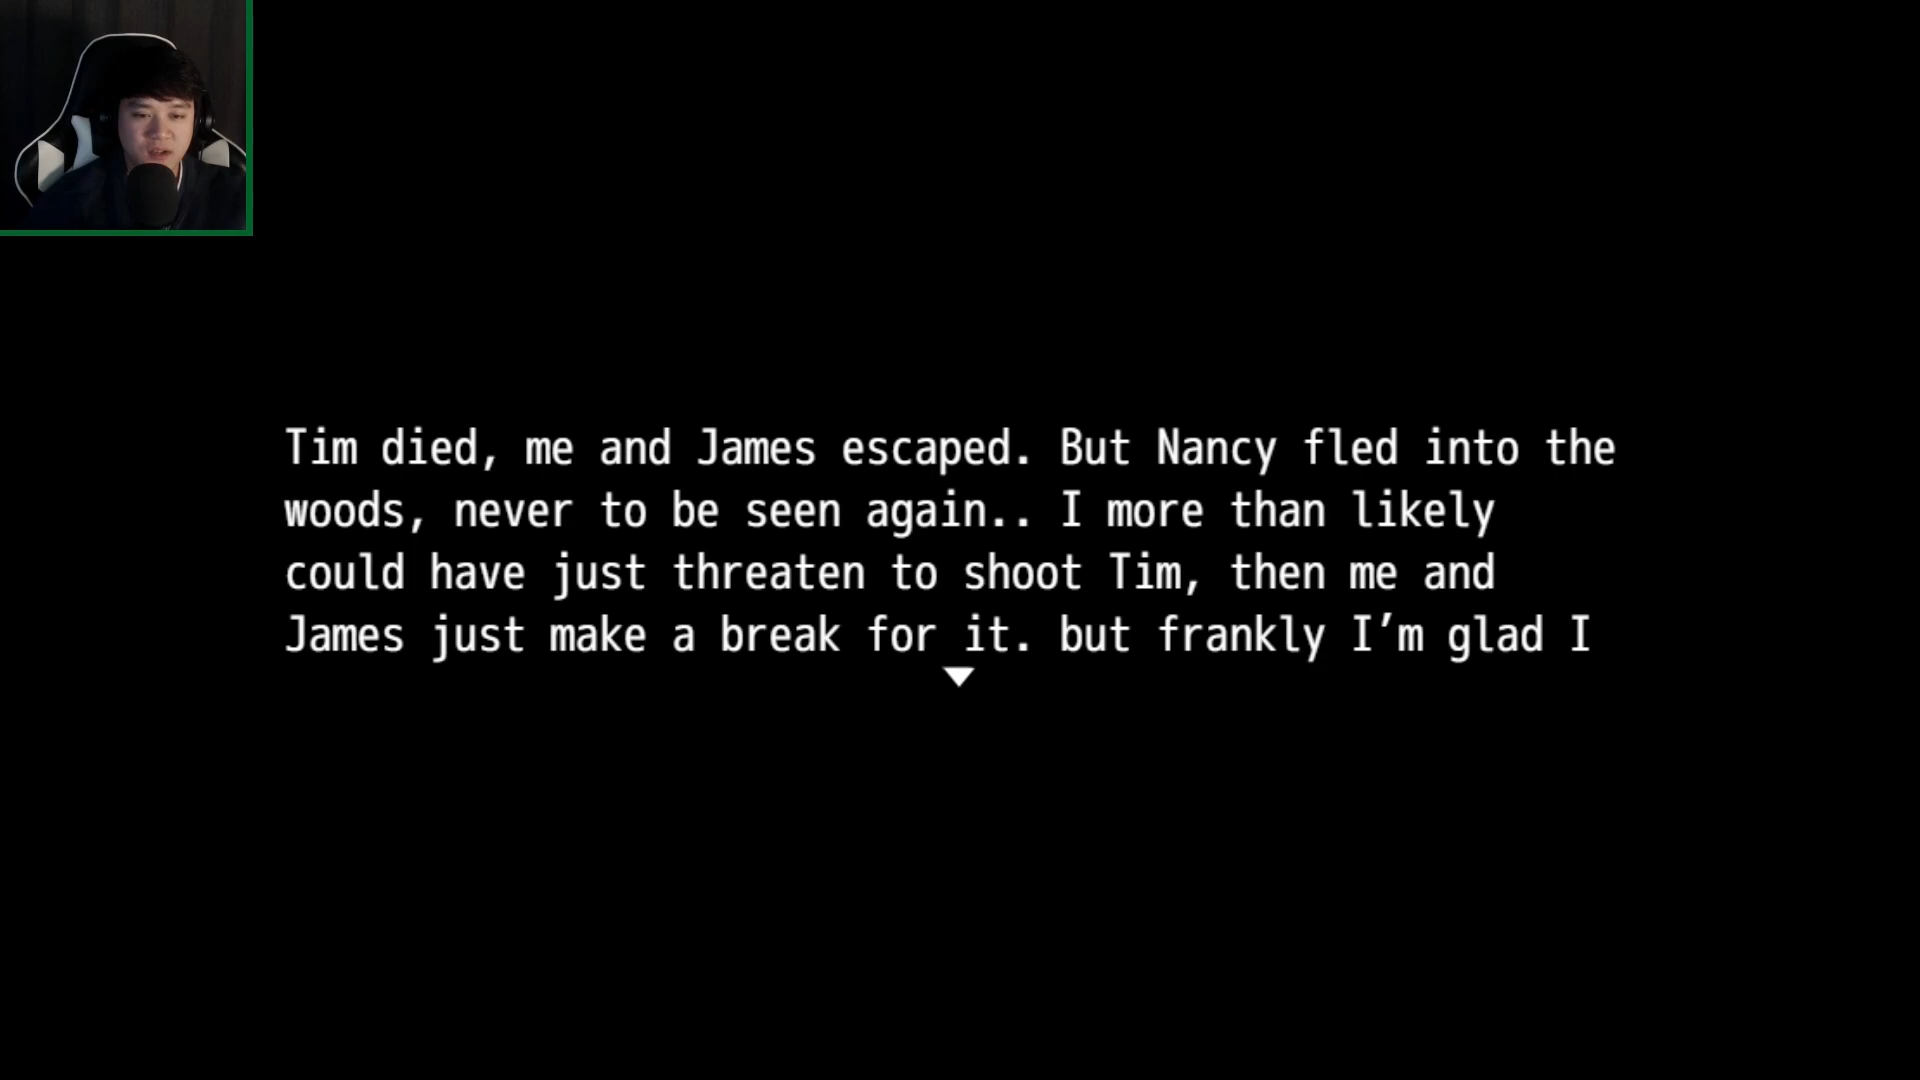 Tim died, me and James escaped. But Nancy fled into the
woods, never to be seen again.. I more than likely
could have just threaten to shoot Tim, then me and
James just make a break for it. but frankly I’m glad I